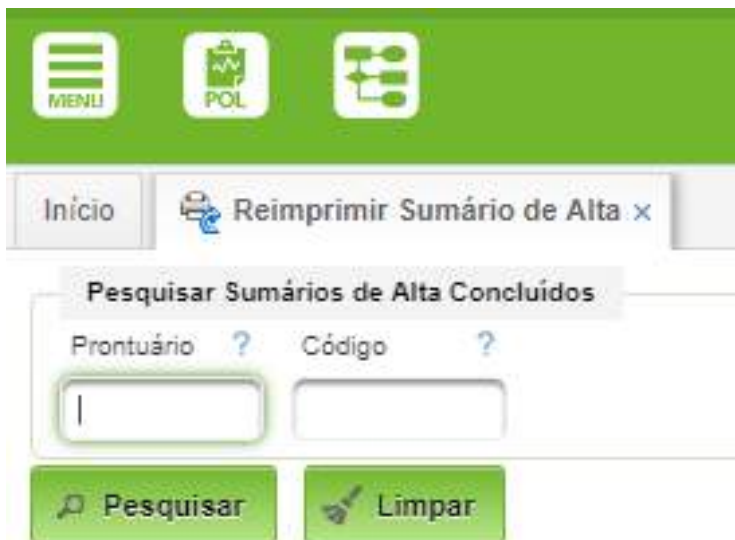 MENU POL
Início Reimprimir Sumário de Alta x
Pesquisar Sumários de Alta Concluídos
Prontuário ? Código ?
Pesquisar Limpar